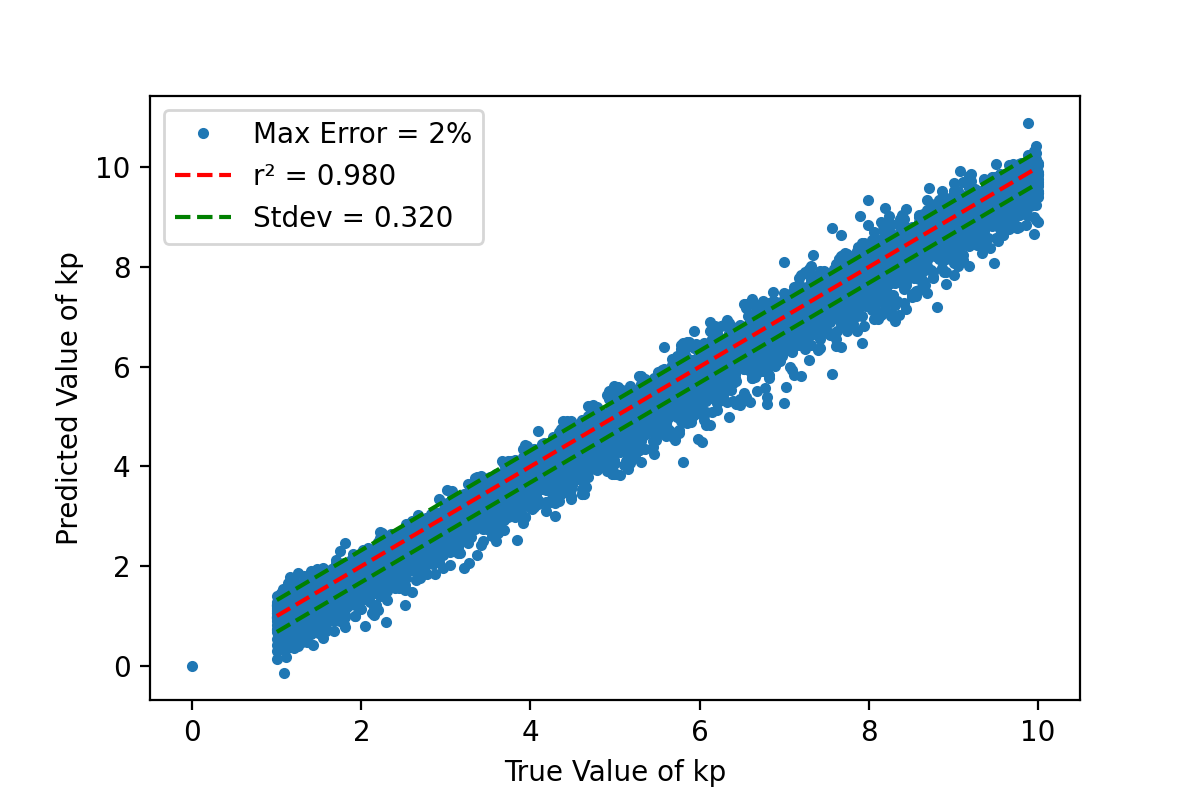 Max Error = 2%
r² = 0.980
Stdev = 0.320
10
8
6
4
2
0
Predicted Value of kp
0 2 4 6 8 10
True Value of kp